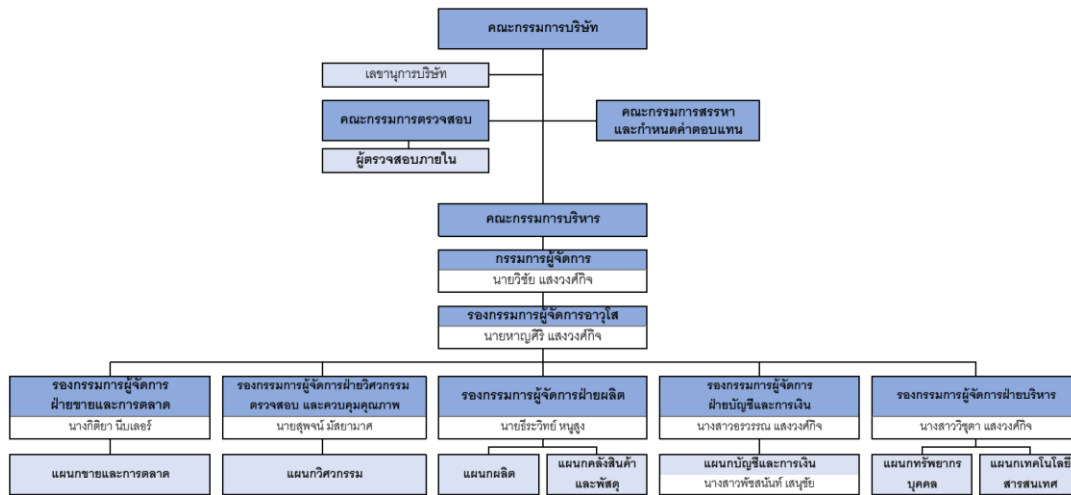 คณะกรรมการบริษัท
เลขานุการบริษัท
คณะกรรมการตรวจสอบ
ผู้ตรวจสอบภายใน
คณะกรรมการสรรหา
และกำหนดค่าตอบแทน
คณะกรรมการบริหาร
กรรมการผู้จัดการ
นายวิชัย แสงวงศ์กิจ
รองกรรมการผู้จัดการอาวุโส
นายหาญศิริ แสงวงศ์กิจ
รองกรรมการผู้จัดการ
ฝ่ายขายและการตลาด
นางกิติยา นีบเลอร์
แผนกขายและการตลาด
รองกรรมการผู้จัดการฝ่ายวิศวกรรม
ตรวจสอบ และควบคุมคุณภาพ
นายสุพจน์ มัสยามาศ
แผนกวิศวกรรม
รองกรรมการผู้จัดการฝ่ายผลิต
นายธีระวิทย์ หนูสูง
แผนกผลิต
แผนกคลังสินค้า
และพัสดุ
รองกรรมการผู้จัดการ
ฝ่ายบัญชีและการเงิน
นางสาวอรวรรณ แสงวงศ์กิจ
แผนกบัญชีและการเงิน
นางสาวพัชสนันท์ เสนุชัย
รองกรรมการผู้จัดการฝ่ายบริหาร
นางสาววิชุตา แสงวงศ์กิจ
แผนกทรัพยากร
บุคคล
แผนกเทคโนโลยี
สารสนเทศ